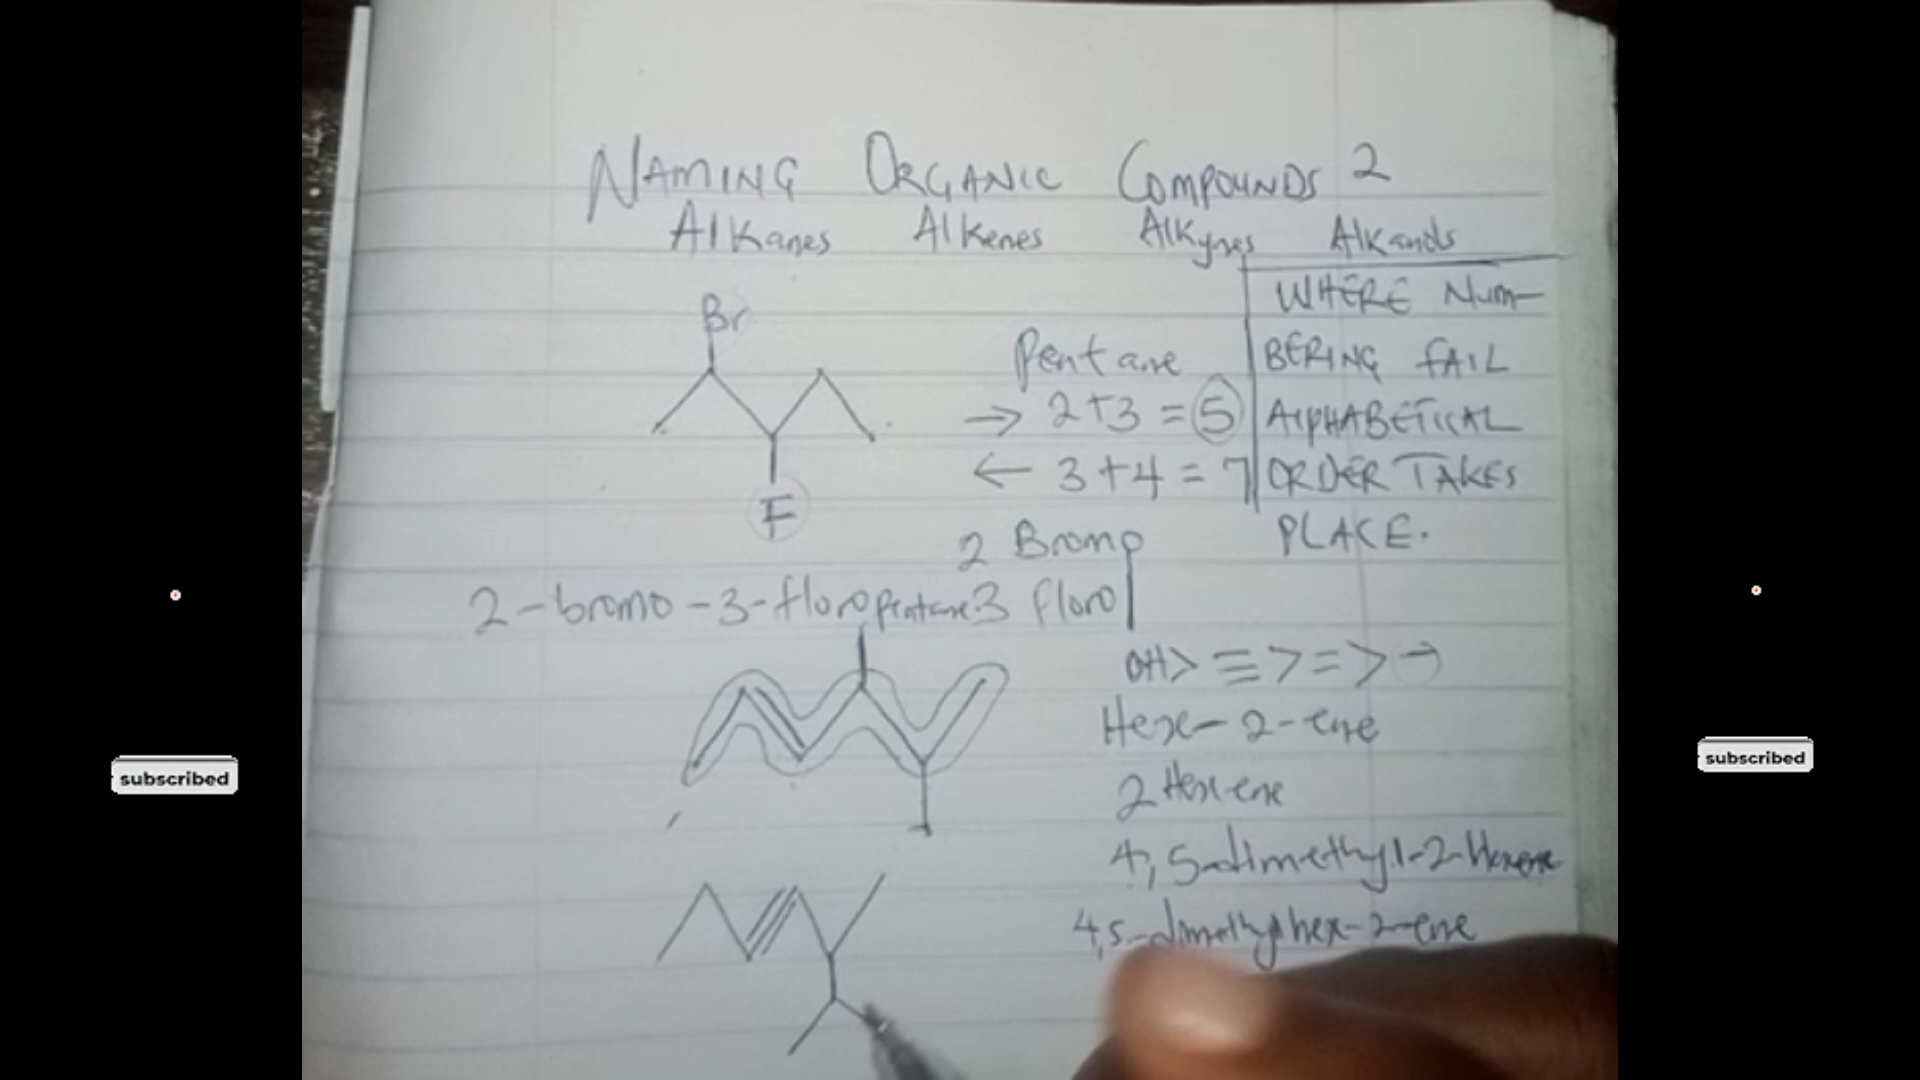 NAMING ORGANIC COMPOUNDS 2
Alkanes Alkenes Alkynes Alkanols
Br
F
Pentane
→ 2+3 = 5
← 3+4 = 7
WHERE NUM-
BERING FAIL
ALPHABETICAL
ORDER TAKES
PLACE.
2 Bromo
3 floro
2-bromo-3-floropentane
OH > ≡ > = > →
Hex-2-ene
2 Hexene
4,5-dimethyl-2-Hexene
4,5-dimethylhex-2-ene
subscribed
subscribed